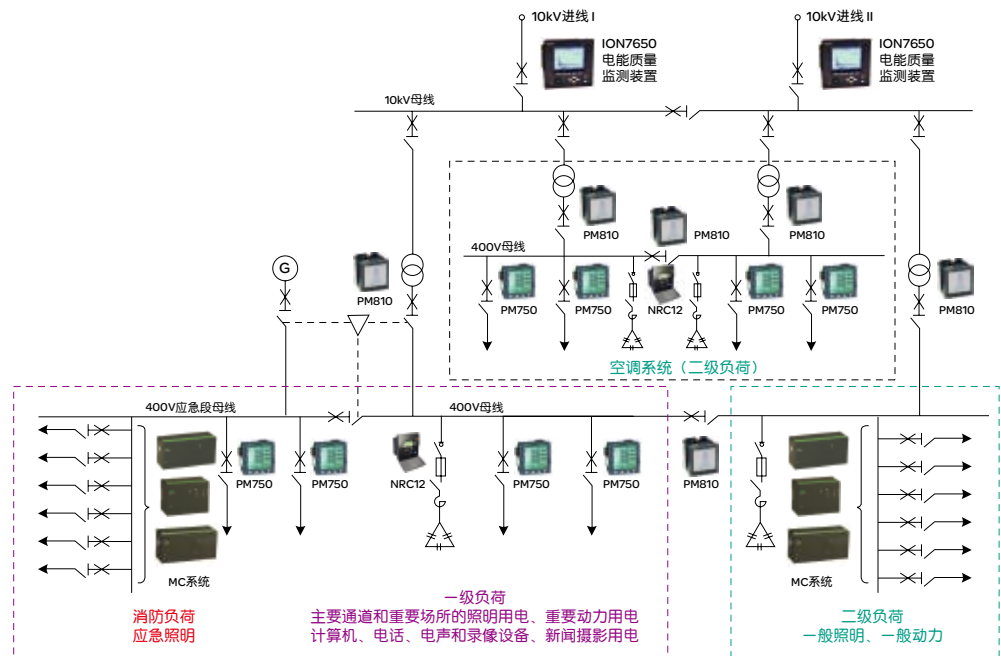 10kV进线 I
10kV进线 II
ION7650
电能质量
监测装置
ION7650
电能质量
监测装置
10kV母线
PM810
PM810
PM810
400V母线
G
PM810
PM810
PM750
PM750
NRC12
PM750
PM750
空调系统（二级负荷）
400V应急段母线
400V母线
PM750
PM750
NRC12
PM750
PM750
PM810
MC系统
MC系统
消防负荷
应急照明
一级负荷
主要通道和重要场所的照明用电、重要动力用电
计算机、电话、电声和录像设备、新闻摄影用电
二级负荷
一般照明、一般动力